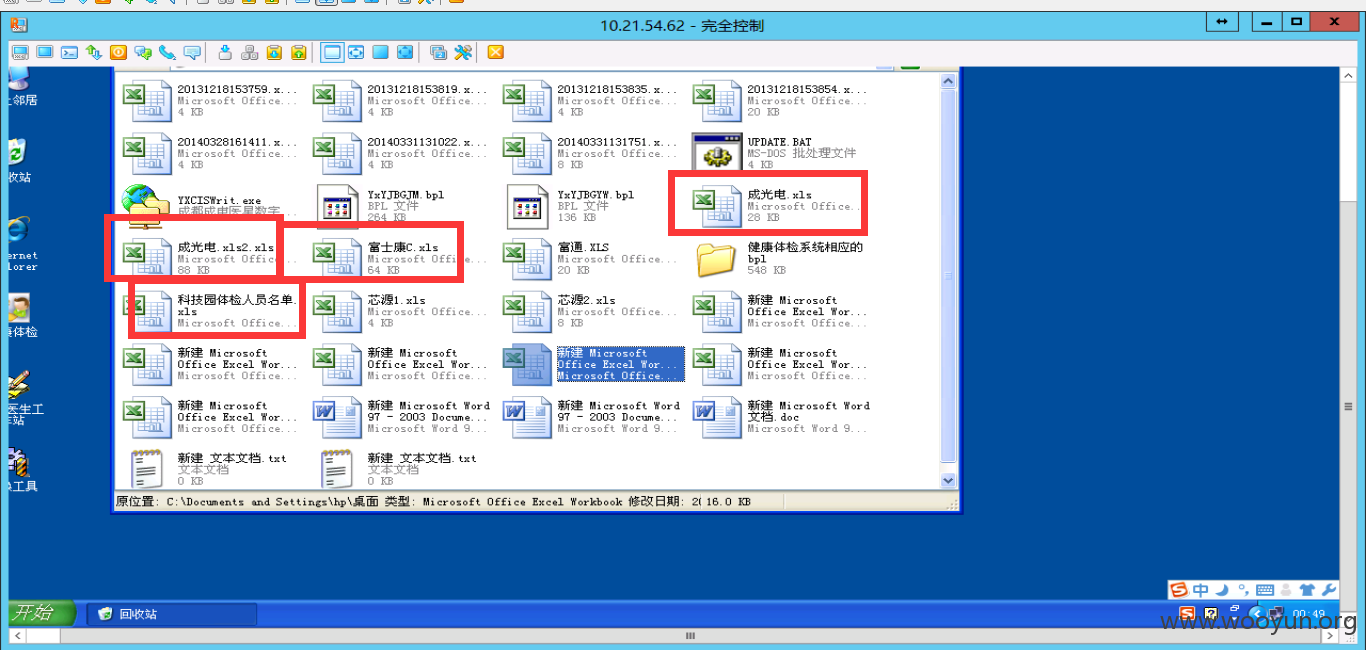 10.21.54.62 - 完全控制
上邻居
收站
ernet
lorer
体检
医生工
站
工具
20131218153759.x...
Microsoft Office...
4 KB
20131218153819.x...
Microsoft Office...
4 KB
20131218153835.x...
Microsoft Office...
4 KB
20131218153854.x...
Microsoft Office...
20 KB
20140328161411.x...
Microsoft Office...
4 KB
20140331131022.x...
Microsoft Office...
4 KB
20140331131751.x...
Microsoft Office...
8 KB
UPDATE.BAT
MS-DOS 批处理文件
4 KB
YXCISWrit.exe
成都成电医星数字...
YxYJBGJM.bpl
BPL 文件
264 KB
YxYJBGYW.bpl
BPL 文件
136 KB
成光电.xls
Microsoft Office...
28 KB
成光电.xls2.xls
Microsoft Office...
88 KB
富士康C.xls
Microsoft Office...
64 KB
富通.XLS
Microsoft Office...
20 KB
健康体检系统相应的
bpl
548 KB
科技园体检人员名单.
xls
Microsoft Office...
芯源1.xls
Microsoft Office...
4 KB
芯源2.xls
Microsoft Office...
8 KB
新建 Microsoft
Office Excel Wor...
Microsoft Office...
新建 Microsoft
Office Excel Wor...
Microsoft Office...
新建 Microsoft
Office Excel Wor...
Microsoft Office...
新建 Microsoft
Office Excel Wor...
Microsoft Office...
新建 Microsoft
Office Excel Wor...
Microsoft Office...
新建 Microsoft
Office Excel Wor...
Microsoft Office...
新建 Microsoft Word
97 - 2003 Docume...
Microsoft Word 9...
新建 Microsoft Word
97 - 2003 Docume...
Microsoft Word 9...
新建 Microsoft Word
文档.doc
Microsoft Word 9...
新建 文本文档.txt
文本文档
0 KB
新建 文本文档.txt
文本文档
0 KB
原位置: C:\Documents and Settings\hp\桌面 类型: Microsoft Office Excel Workbook 修改日期: 2( 16.0 KB
中
开始
回收站
00:49
www.wooyun.org